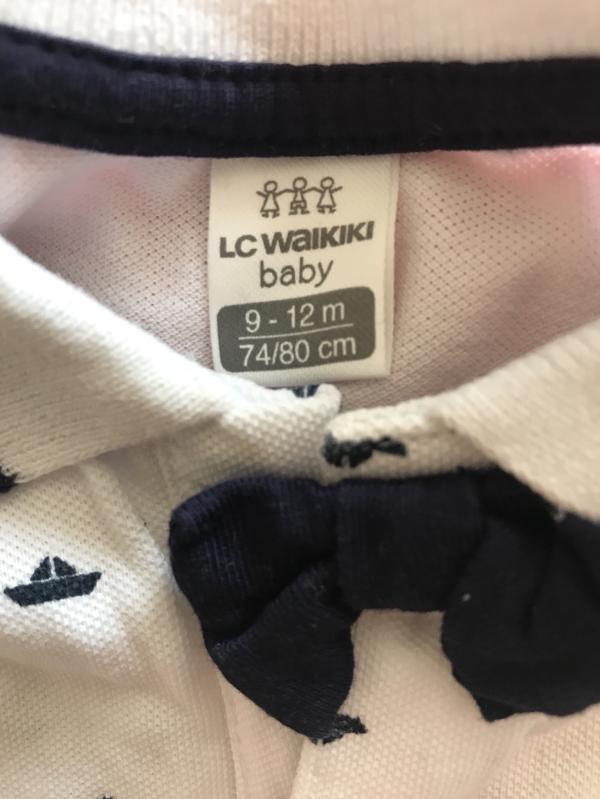 LC WAIKIKI
baby
9 - 12 m
74/80 cm